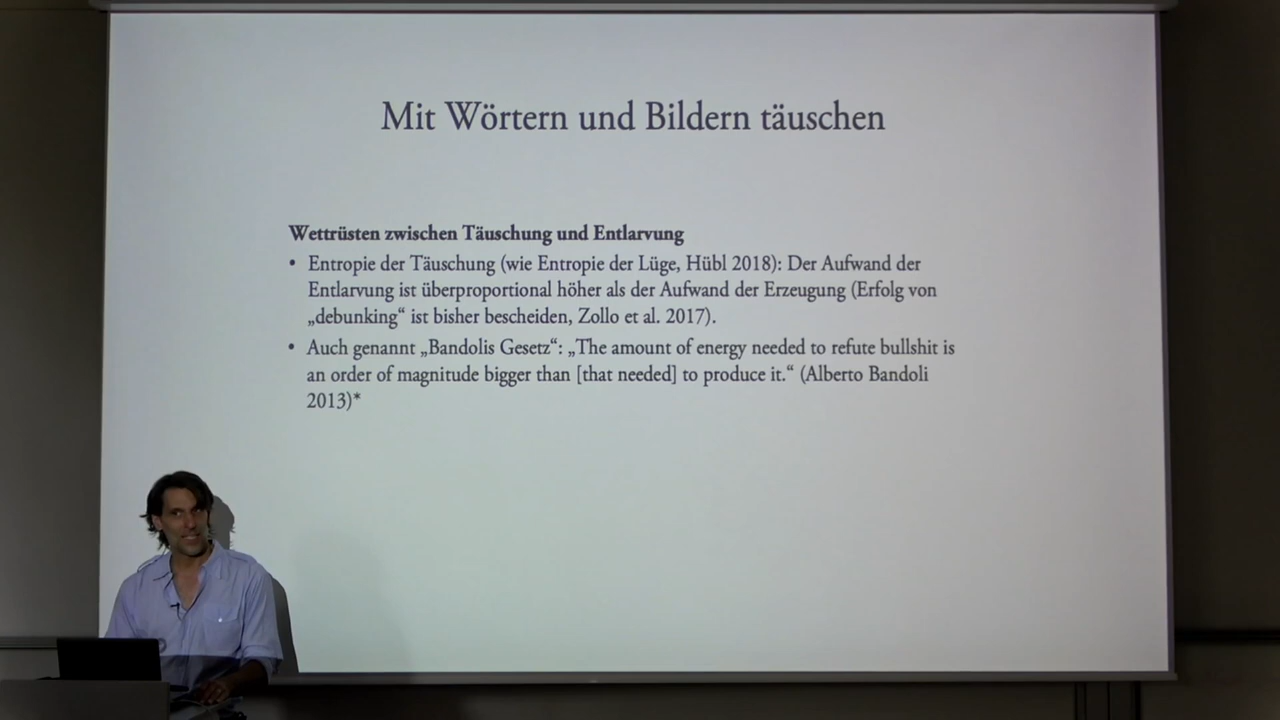 Mit Wörtern und Bildern täuschen
Wettrüsten zwischen Täuschung und Entlarvung
• Entropie der Täuschung (wie Entropie der Lüge, Hübl 2018): Der Aufwand der
Entlarvung ist überproportional höher als der Aufwand der Erzeugung (Erfolg von
„debunking“ ist bisher bescheiden, Zollo et al. 2017).
• Auch genannt „Bandolis Gesetz“: „The amount of energy needed to refute bullshit is
an order of magnitude bigger than [that needed] to produce it.“ (Alberto Bandoli
2013)*